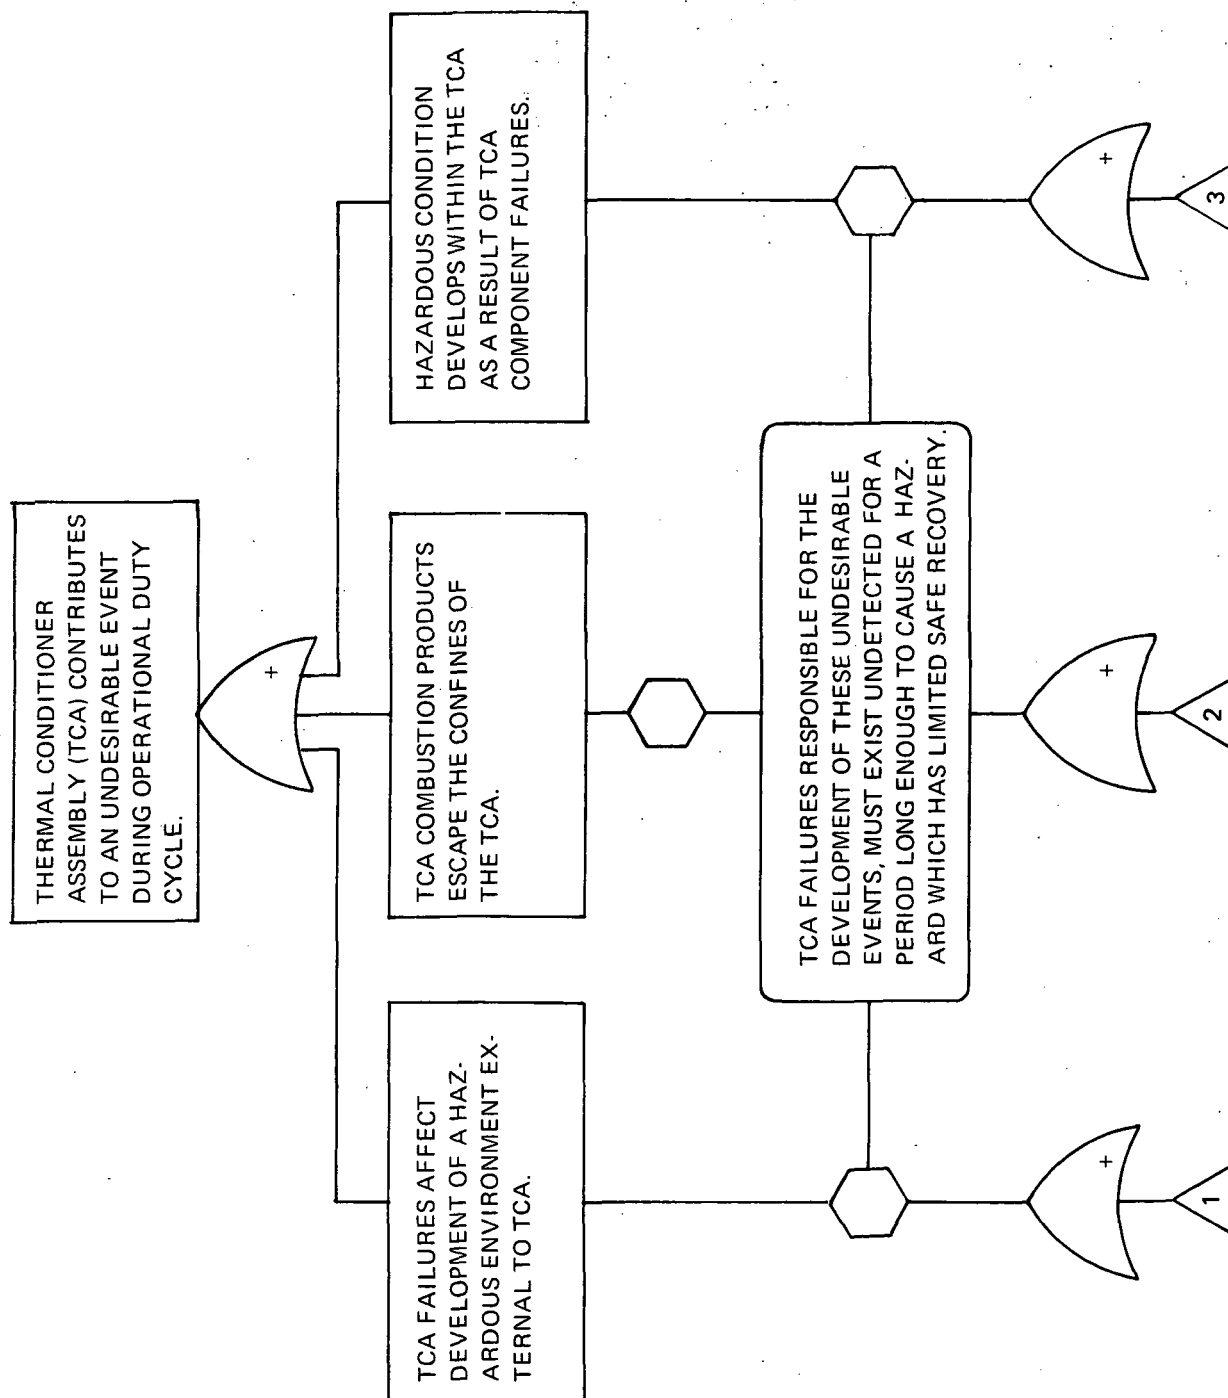 THERMAL CONDITIONER
ASSEMBLY (TCA) CONTRIBUTES
TO AN UNDESIRABLE EVENT
DURING OPERATIONAL DUTY
CYCLE.
+
TCA FAILURES AFFECT
DEVELOPMENT OF A HAZ-
ARDOUS ENVIRONMENT EX-
TERNAL TO TCA.
TCA COMBUSTION PRODUCTS
ESCAPE THE CONFINES OF
THE TCA.
HAZARDOUS CONDITION
DEVELOPS WITHIN THE TCA
AS A RESULT OF TCA
COMPONENT FAILURES.
TCA FAILURES RESPONSIBLE FOR THE
DEVELOPMENT OF THESE UNDESIRABLE
EVENTS, MUST EXIST UNDETECTED FOR A
PERIOD LONG ENOUGH TO CAUSE A HAZ-
ARD WHICH HAS LIMITED SAFE RECOVERY.
+
+
+
1
2
3